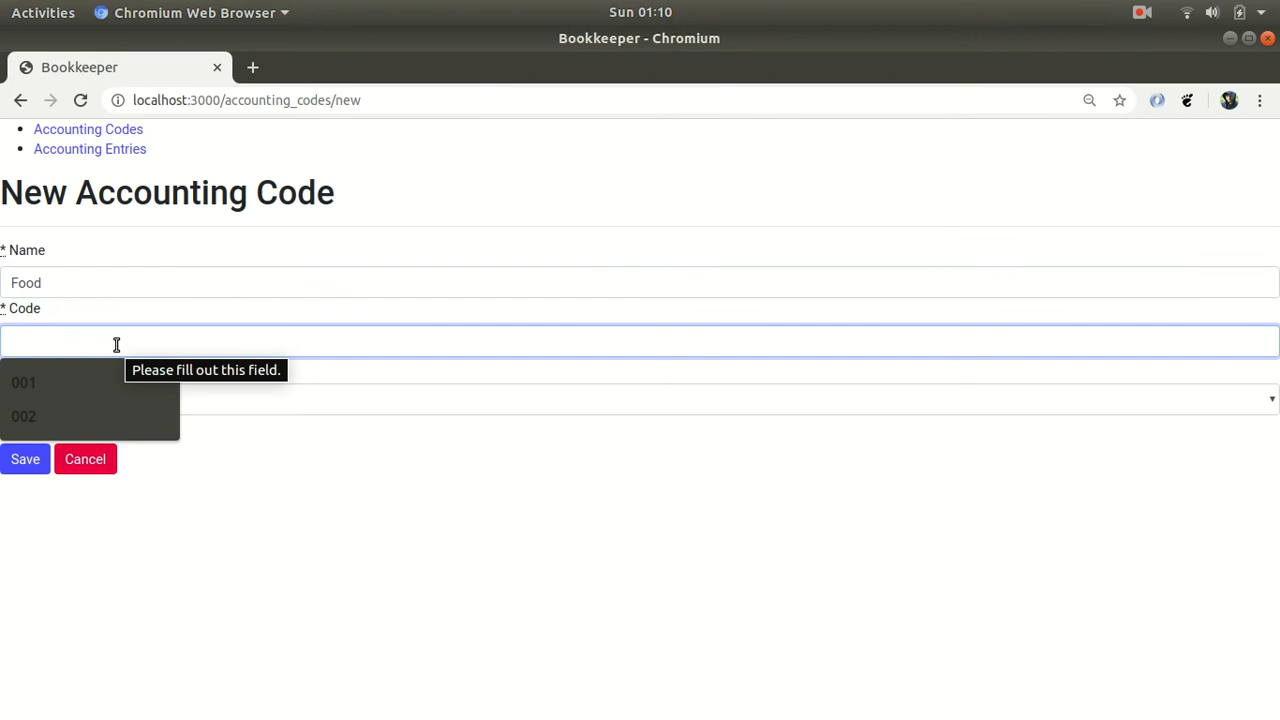 Activities Chromium Web Browser Sun 01:10
Bookkeeper - Chromium
Bookkeeper
localhost:3000/accounting_codes/new
Accounting Codes
Accounting Entries
New Accounting Code
* Name
Food
* Code
Please fill out this field.
001
002
Save Cancel